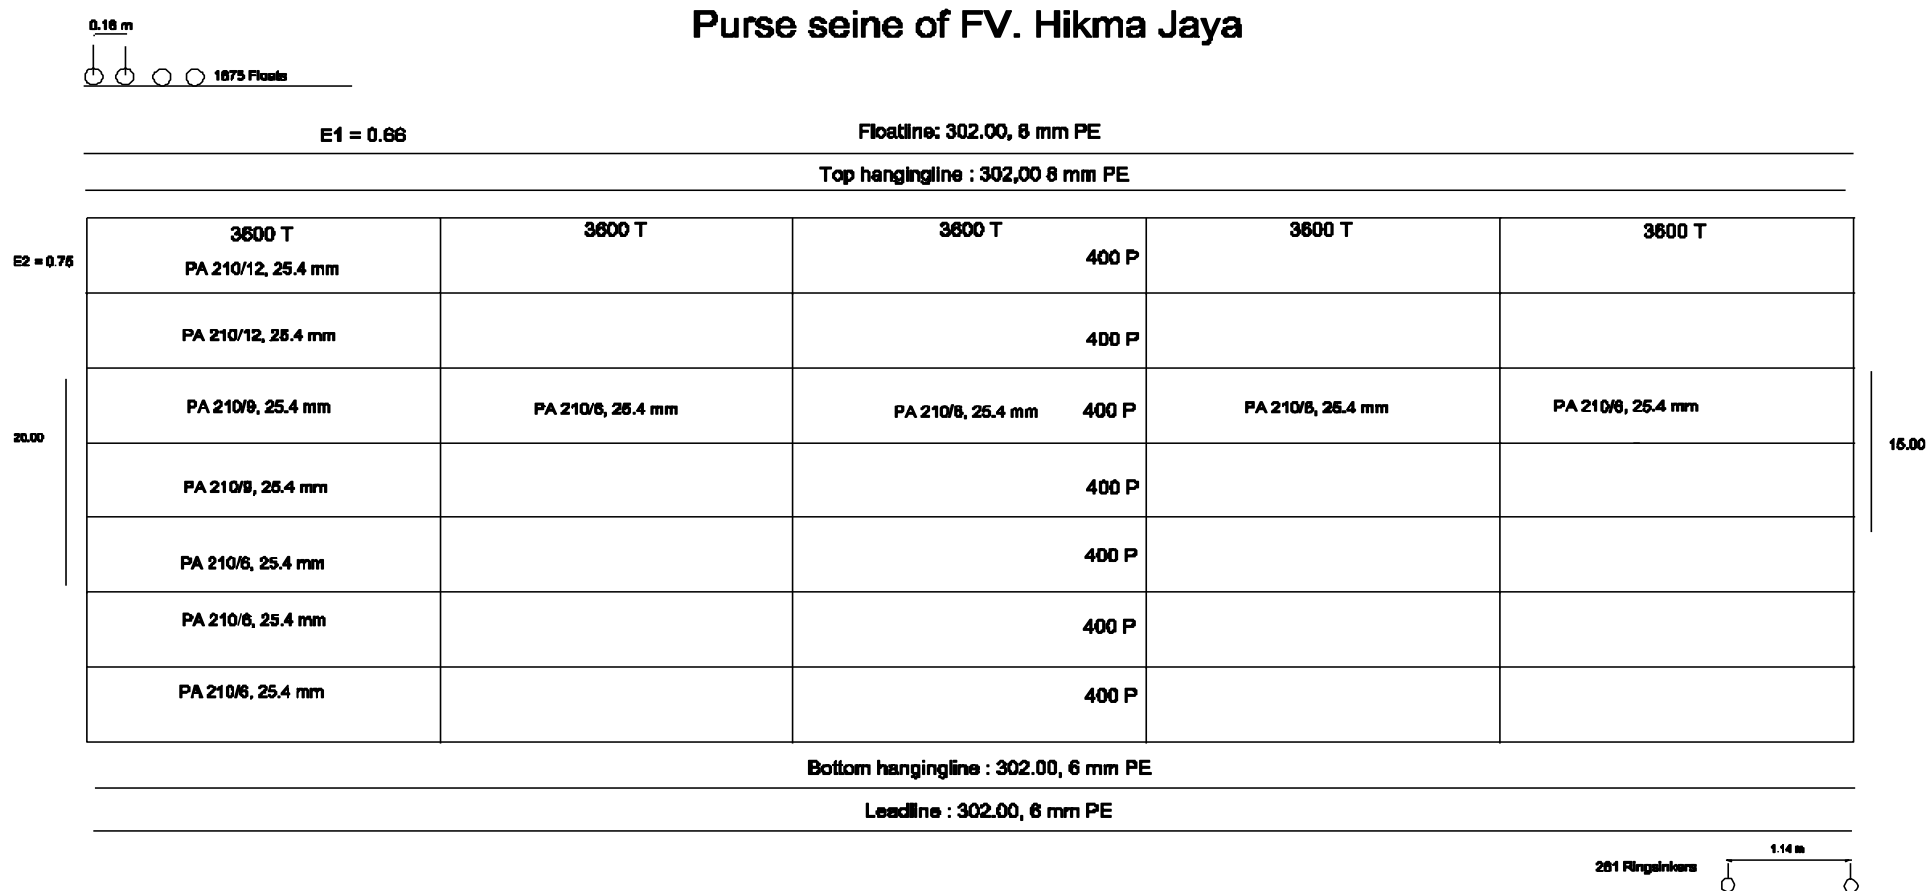 Purse seine of FV. Hikma Jaya
0.18 m
1675 Floats
E1 = 0.66
Floatline: 302.00, 8 mm PE
Top hangingline : 302,00 8 mm PE
3600 T 3600 T 3600 T 3600 T 3600 T
E2 = 0.75
PA 210/12, 25.4 mm
400 P
PA 210/12, 25.4 mm
400 P
PA 210/9, 25.4 mm
PA 210/6, 25.4 mm
PA 210/6, 25.4 mm
400 P
PA 210/6, 25.4 mm
PA 210/6, 25.4 mm
20.00
15.00
PA 210/9, 25.4 mm
400 P
PA 210/6, 25.4 mm
400 P
PA 210/6, 25.4 mm
400 P
PA 210/6, 25.4 mm
400 P
Bottom hangingline : 302.00, 6 mm PE
Leadline : 302.00, 6 mm PE
1.14 m
261 Ringsinkers